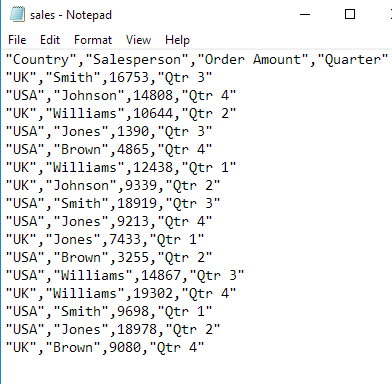 sales - Notepad
File Edit Format View Help
"Country","Salesperson","Order Amount","Quarter"
"UK","Smith",16753,"Qtr 3"
"USA","Johnson",14808,"Qtr 4"
"UK","Williams",10644,"Qtr 2"
"USA","Jones",1390,"Qtr 3"
"USA","Brown",4865,"Qtr 4"
"UK","Williams",12438,"Qtr 1"
"UK","Johnson",9339,"Qtr 2"
"USA","Smith",18919,"Qtr 3"
"USA","Jones",9213,"Qtr 4"
"UK","Jones",7433,"Qtr 1"
"USA","Brown",3255,"Qtr 2"
"USA","Williams",14867,"Qtr 3"
"UK","Williams",19302,"Qtr 4"
"USA","Smith",9698,"Qtr 1"
"USA","Jones",18978,"Qtr 2"
"UK","Brown",9080,"Qtr 4"